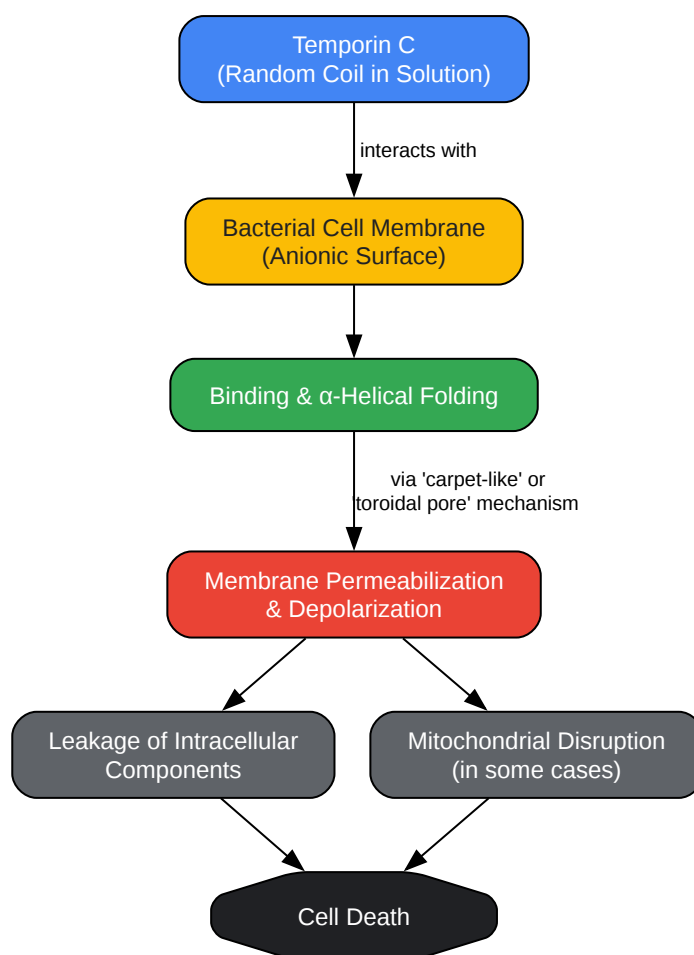 Temporin C
(Random Coil in Solution)
interacts with
Bacterial Cell Membrane
(Anionic Surface)
Binding & α-Helical Folding
via 'carpet-like' or
'toroidal pore' mechanism
Membrane Permeabilization
& Depolarization
Leakage of Intracellular
Components
Mitochondrial Disruption
(in some cases)
Cell Death